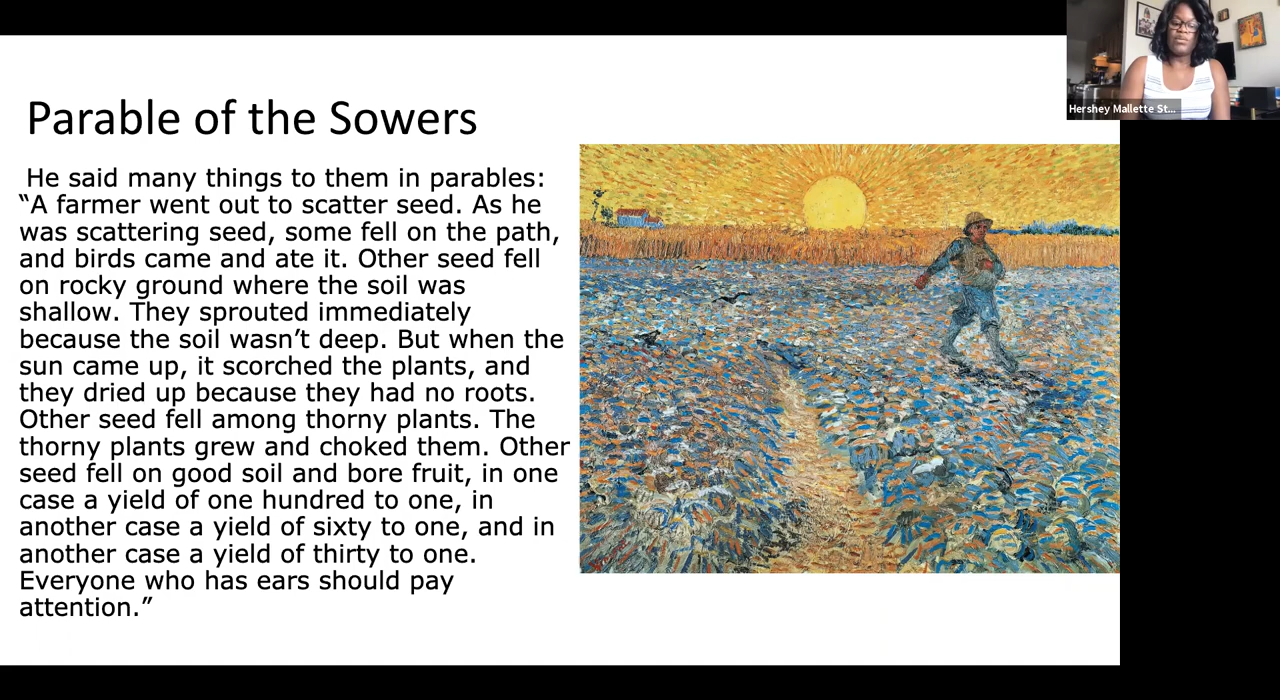 Hershey Mallette St...
Parable of the Sowers
He said many things to them in parables:
“A farmer went out to scatter seed. As he
was scattering seed, some fell on the path,
and birds came and ate it. Other seed fell
on rocky ground where the soil was
shallow. They sprouted immediately
because the soil wasn’t deep. But when the
sun came up, it scorched the plants, and
they dried up because they had no roots.
Other seed fell among thorny plants. The
thorny plants grew and choked them. Other
seed fell on good soil and bore fruit, in one
case a yield of one hundred to one, in
another case a yield of sixty to one, and in
another case a yield of thirty to one.
Everyone who has ears should pay
attention.”